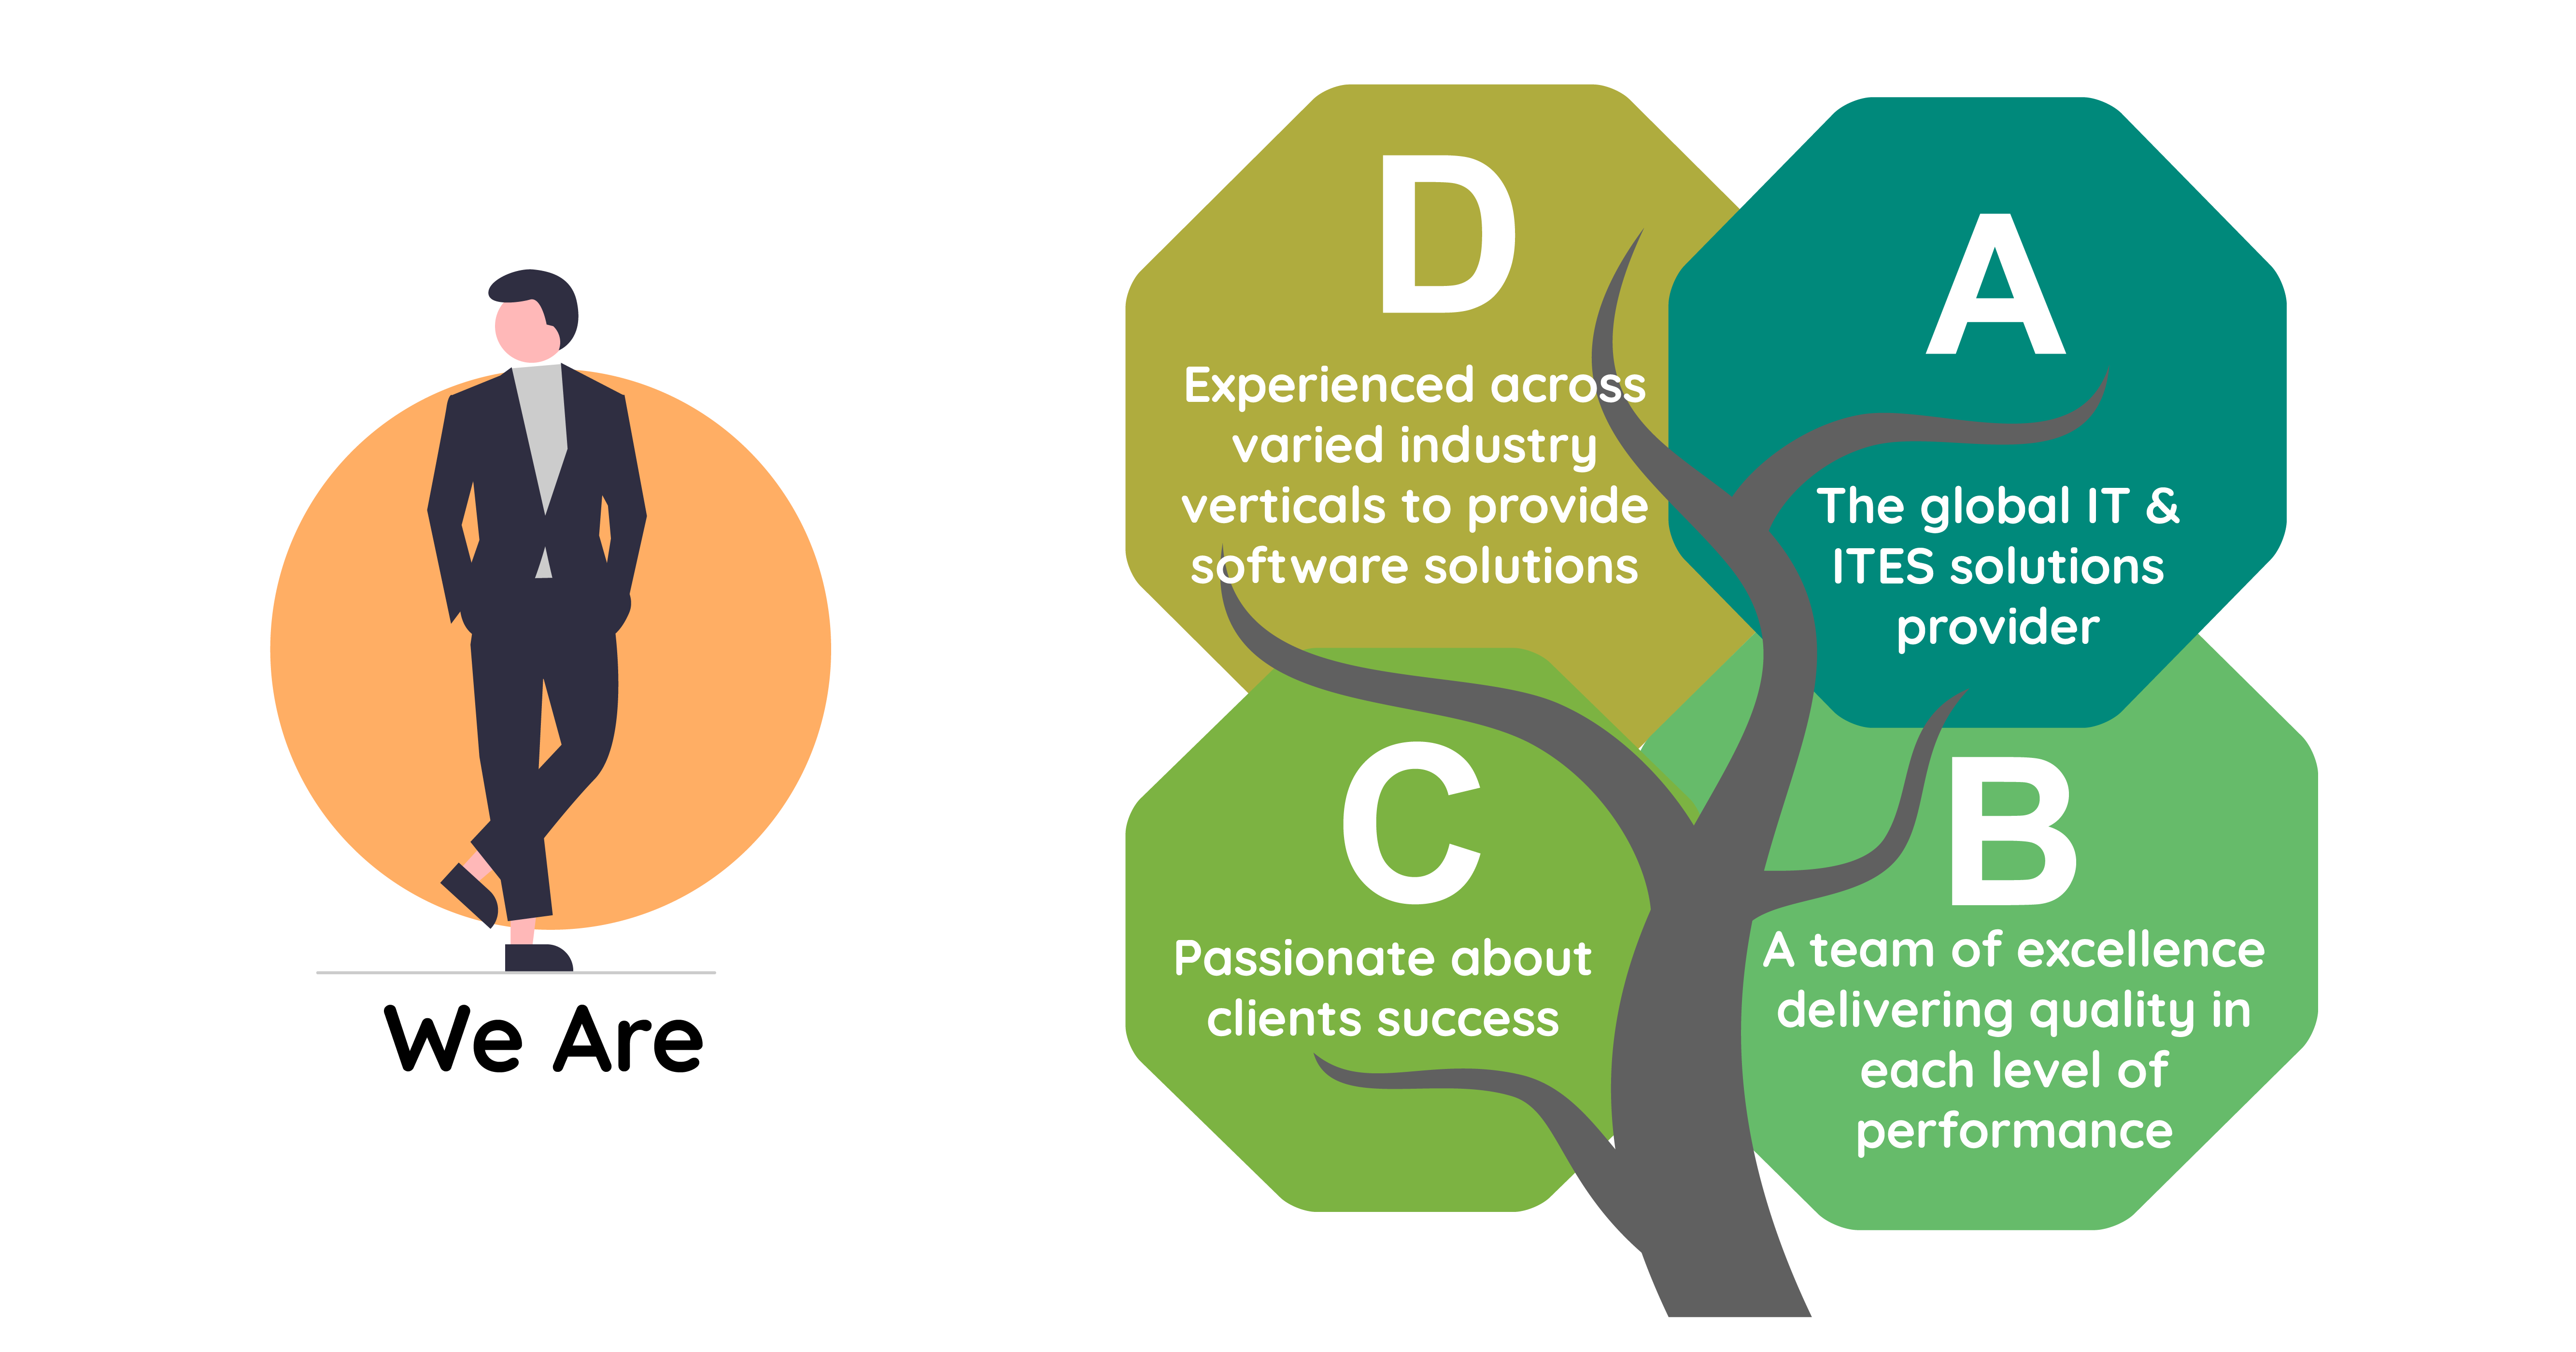 We Are
D
Experienced across
varied industry
verticals to provide
software solutions
A
The global IT &
ITES solutions
provider
C
Passionate about
clients success
B
A team of excellence
delivering quality in
each level of
performance